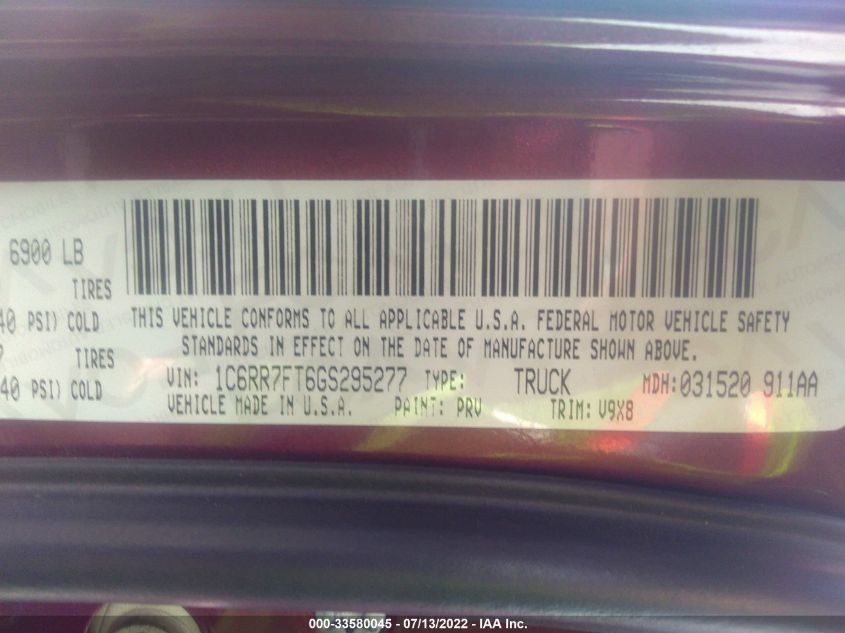 6900 LB
TIRES
40 PSI) COLD
THIS VEHICLE CONFORMS TO ALL APPLICABLE U.S.A. FEDERAL MOTOR VEHICLE SAFETY
TIRES
STANDARDS IN EFFECT ON THE DATE OF MANUFACTURE SHOWN ABOVE.
40 PSI) COLD
VIN: 1C6RR7FT6GS295277 TYPE: TRUCK MDH:031520 911AA
VEHICLE MADE IN U.S.A. PAINT: PRV TRIM: V9X8
000-33580045 - 07/13/2022 - IAA Inc.